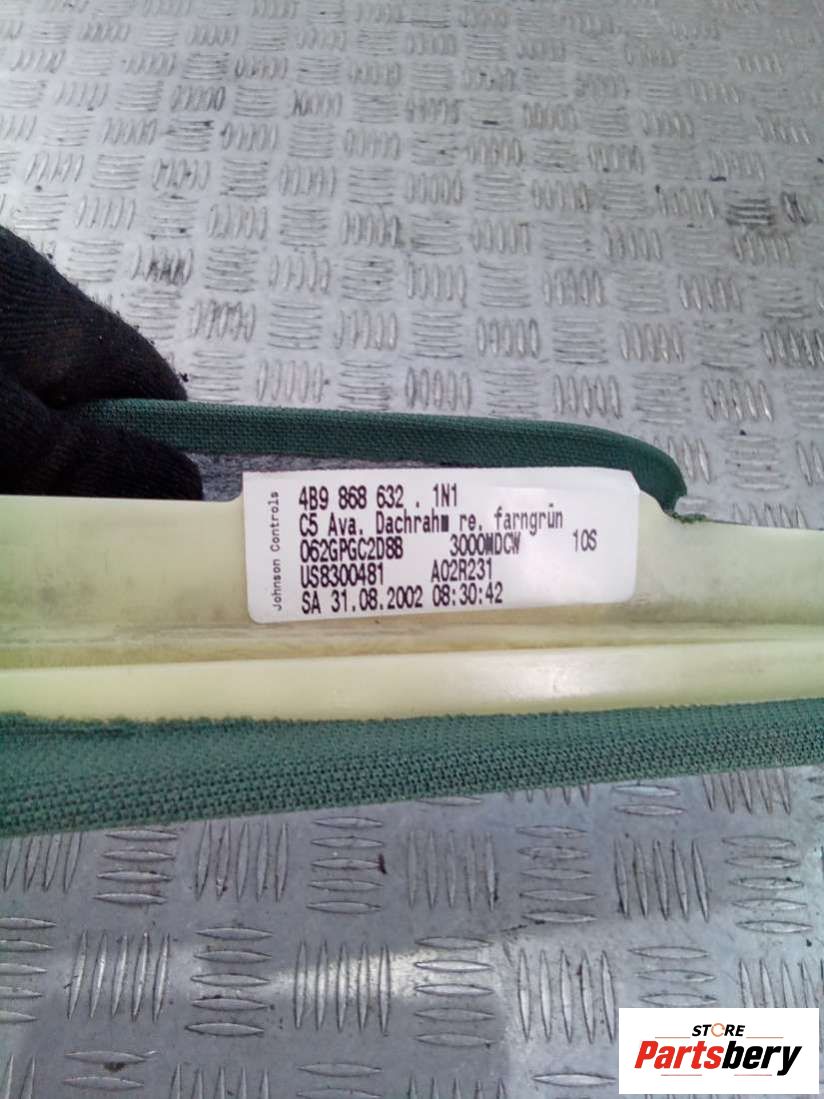 Johnson Controls
4B9 868 632 . 1N1
C5 Ava. Dachrahm re. farngrün
062GPGC2D88 3000MDCW 10S
US8300481 A02R231
SA 31.08.2002 08:30:42
STORE
Partsbery